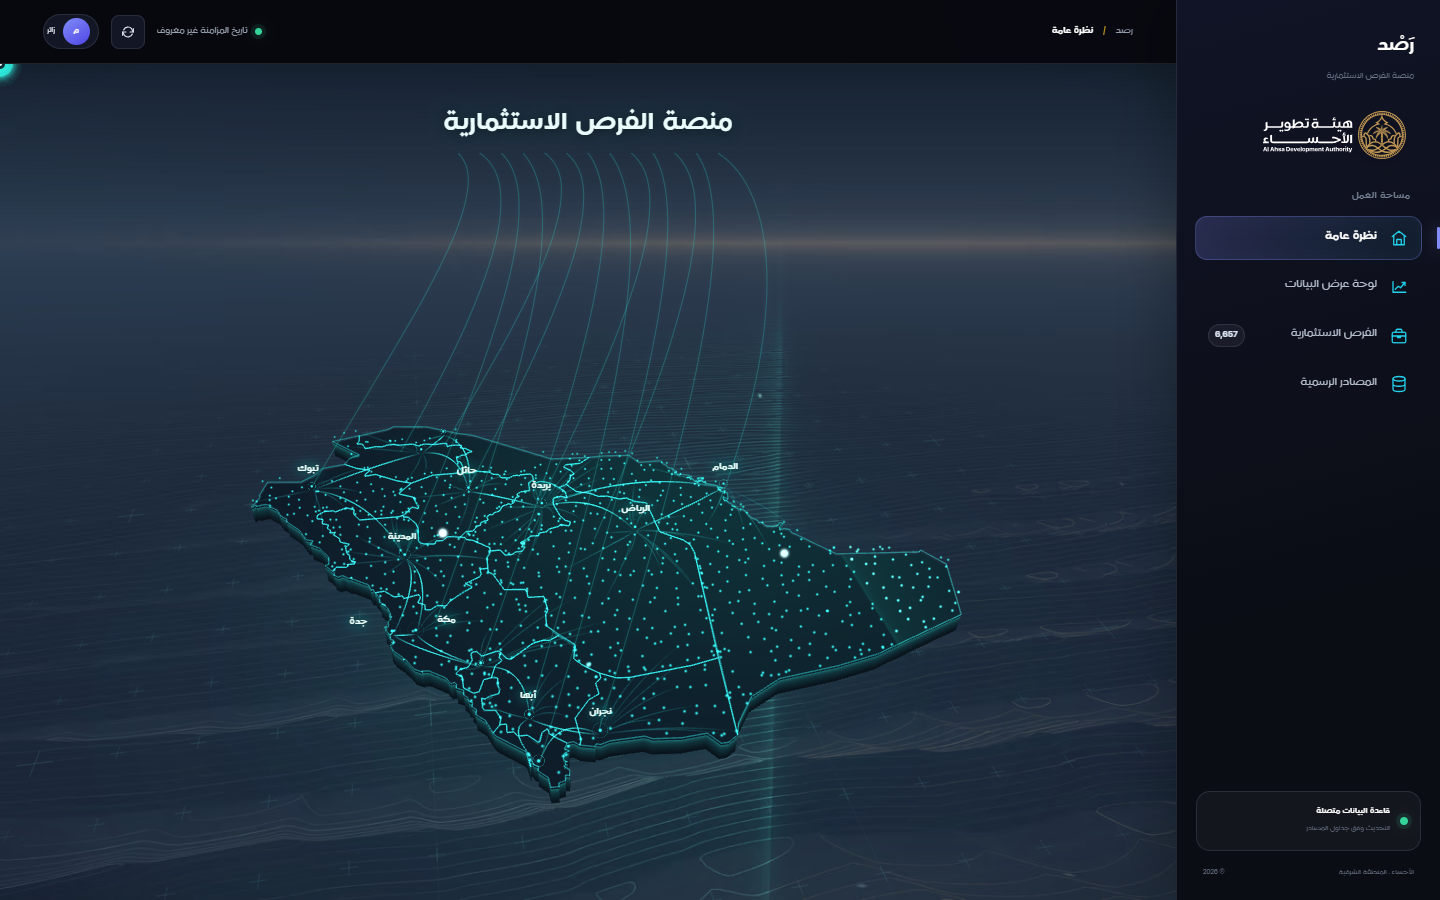 رَصْد
منصة الفرص الاستثمارية
هيئة تطوير
الأحساء
Al Ahsa Development Authority
مساحة العمل
نظرة عامة
لوحة عرض البيانات
الفرص الاستثمارية
6,657
المصادر الرسمية
قاعدة البيانات متصلة
التحديث وفق جداول المصادر
الأحساء . المنطقة الشرقية
© 2026
رصد / نظرة عامة
تاريخ المزامنة غير معروف
م
زائر
منصة الفرص الاستثمارية
تبوك
حائل
بريدة
الدمام
الرياض
المدينة
جدة
مكة
أبها
نجران